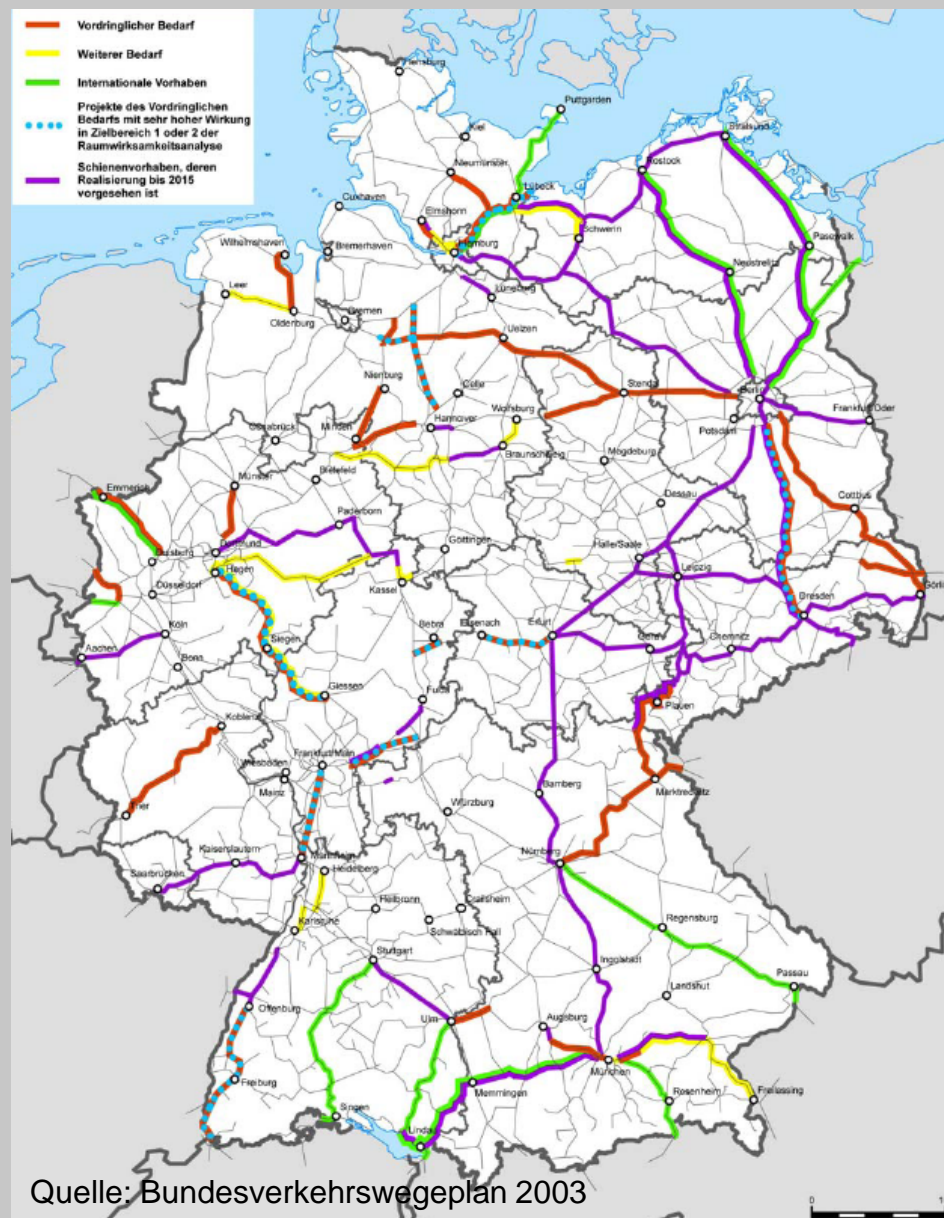 Vordringlicher Bedarf
Weiterer Bedarf
Internationale Vorhaben
Projekte des Vordringlichen
Bedarfs mit sehr hoher Wirkung
in Zielbereich 1 oder 2 der
Raumwirksamkeitsanalyse
Schienenvorhaben, deren
Realisierung bis 2015
vorgesehen ist
Flensburg
Puttgarden
Kiel
Stralsund
Neumünster
Rostock
Lübeck
Cuxhaven
Elmshorn
Schwerin
Wilhelmshaven
Bremerhaven
Hamburg
Pasewalk
Neustrelitz
Leer
Lüneburg
Oldenburg
Bremen
Uelzen
Nienburg
Celle
Stendal
Berlin
Wolfsburg
Hannover
Frankfurt/Oder
Osnabrück
Minden
Potsdam
Braunschweig
Magdeburg
Bielefeld
Münster
Emmerich
Dessau
Cottbus
Paderborn
Dortmund
Göttingen
Duisburg
Halle/Saale
Hagen
Leipzig
Düsseldorf
Kassel
Görlitz
Dresden
Köln
Bebra
Eisenach
Erfurt
Gera
Chemnitz
Siegen
Aachen
Bonn
Giessen
Fulda
Plauen
Koblenz
Frankfurt/Main
Wiesbaden
Mainz
Bamberg
Marktredwitz
Trier
Würzburg
Kaiserslautern
Mannheim
Nürnberg
Saarbrücken
Heidelberg
Heilbronn
Crailsheim
Karlsruhe
Schwäbisch Hall
Regensburg
Stuttgart
Ingolstadt
Passau
Landshut
Offenburg
Ulm
Augsburg
München
Freiburg
Memmingen
Rosenheim
Freilassing
Singen
Lindau
Quelle: Bundesverkehrswegeplan 2003
0